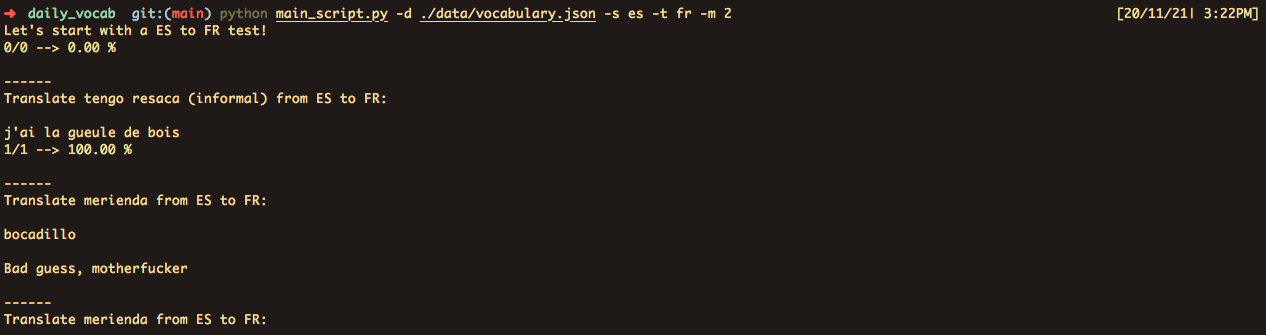 ➜ daily_vocab git:(main) python main_script.py -d ./data/vocabulary.json -s es -t fr -m 2 [20/11/21| 3:22PM]
Let's start with a ES to FR test!
0/0 --> 0.00 %
------
Translate tengo resaca (informal) from ES to FR:
j'ai la gueule de bois
1/1 --> 100.00 %
------
Translate merienda from ES to FR:
bocadillo
Bad guess, motherfucker
------
Translate merienda from ES to FR: